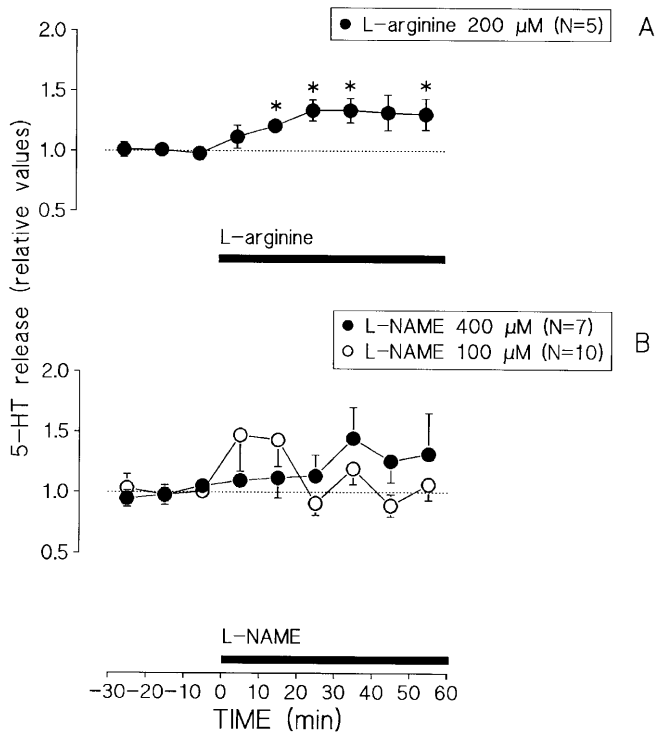 L-arginine 200 µM (N=5)
A
2.0
1.5
1.0
0.5
* * * *
L-arginine
5-HT release (relative values)
L-NAME 400 µM (N=7)
L-NAME 100 µM (N=10)
B
2.0
1.5
1.0
0.5
L-NAME
-30-20-10 0 10 20 30 40 50 60
TIME (min)